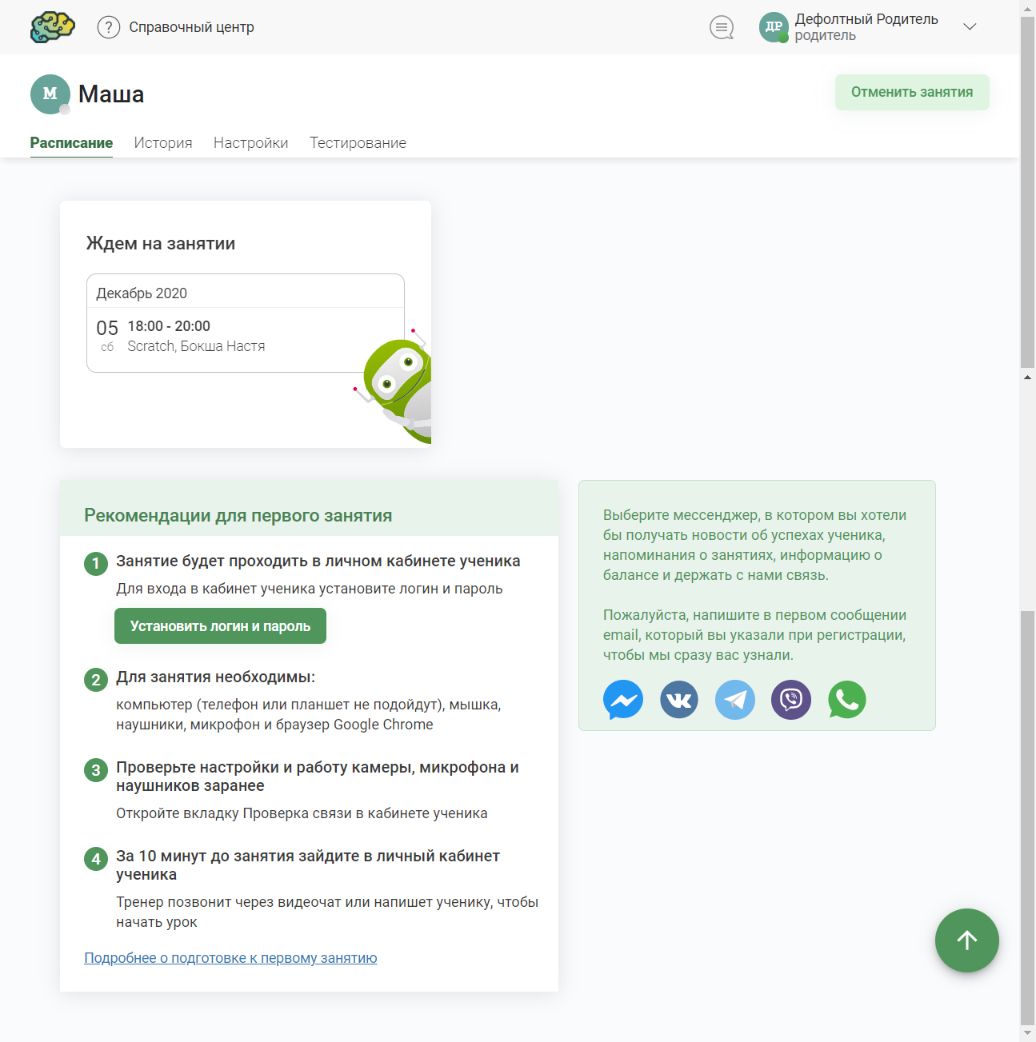 Справочный центр
ДР
Дефолтный Родитель
родитель
М
Маша
Отменить занятия
Расписание
История
Настройки
Тестирование
Ждем на занятии
Декабрь 2020
05
18:00 - 20:00
сб
Scratch, Бокша Настя
Рекомендации для первого занятия
1
Занятие будет проходить в личном кабинете ученика
Для входа в кабинет ученика установите логин и пароль
Установить логин и пароль
2
Для занятия необходимы:
компьютер (телефон или планшет не подойдут), мышка,
наушники, микрофон и браузер Google Chrome
3
Проверьте настройки и работу камеры, микрофона и
наушников заранее
Откройте вкладку Проверка связи в кабинете ученика
4
За 10 минут до занятия зайдите в личный кабинет
ученика
Тренер позвонит через видеочат или напишет ученику, чтобы
начать урок
Подробнее о подготовке к первому занятию
Выберите мессенджер, в котором вы хотели
бы получать новости об успехах ученика,
напоминания о занятиях, информацию о
балансе и держать с нами связь.
Пожалуйста, напишите в первом сообщении
email, который вы указали при регистрации,
чтобы мы сразу вас узнали.